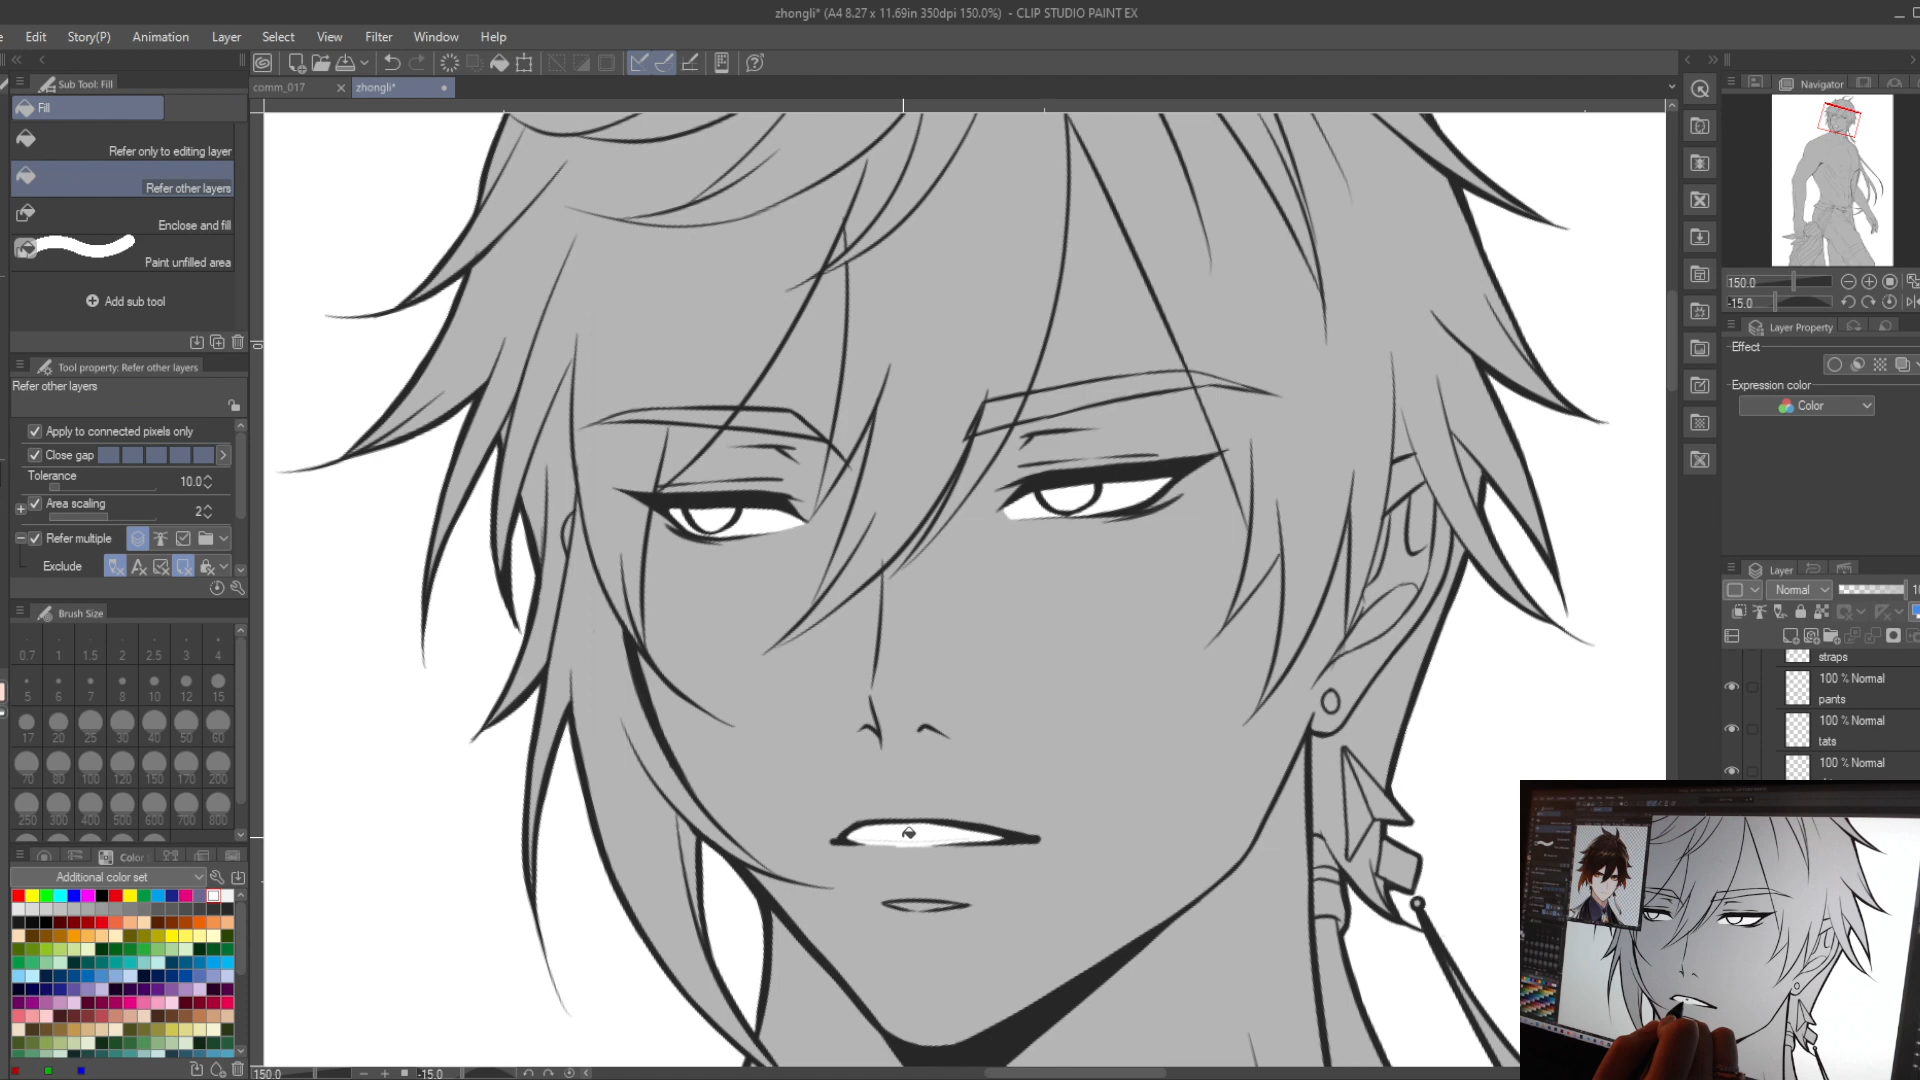 zhongli* (A4 8.27 x 11.69in 350dpi 150.0%) - CLIP STUDIO PAINT EX
Edit Story(P) Animation Layer Select View Filter Window Help
Sub Tool: Fill
comm_017
zhongli*
Fill
Refer only to editing layer
Refer other layers
Enclose and fill
Paint unfilled area
Add sub tool
Tool property: Refer other layers
Refer other layers
Apply to connected pixels only
Close gap
Tolerance 10.0
Area scaling 2
Refer multiple
Exclude
Brush Size
0.7 1 1.5 2 2.5 3 4
5 6 7 8 10 12 15
17 20 25 30 40 50 60
70 80 100 120 150 170 200
250 300 400 500 600 700 800
Color
Additional color set
150.0 -15.0
Navigator
150.0
-15.0
Layer Property
Effect
Expression color
Color
Layer
Normal
straps
100 % Normal
pants
100 % Normal
tats
100 % Normal